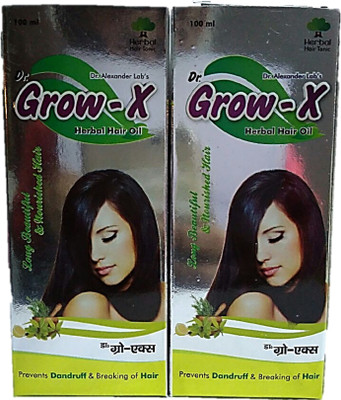 100 ml
Herbal
Hair Tonic
Dr.
Dr. Alexander Lab's
Grow-X
Herbal Hair Oil
Long Beautiful
& Nourished Hair
डा॰ ग्रो-एक्स
Prevents Dandruff & Breaking of Hair
100 ml
Herbal
Hair Tonic
Dr.
Dr. Alexander Lab's
Grow-X
Herbal Hair Oil
Long Beautiful
& Nourished Hair
डा॰ ग्रो-एक्स
Prevents Dandruff & Breaking of Hair